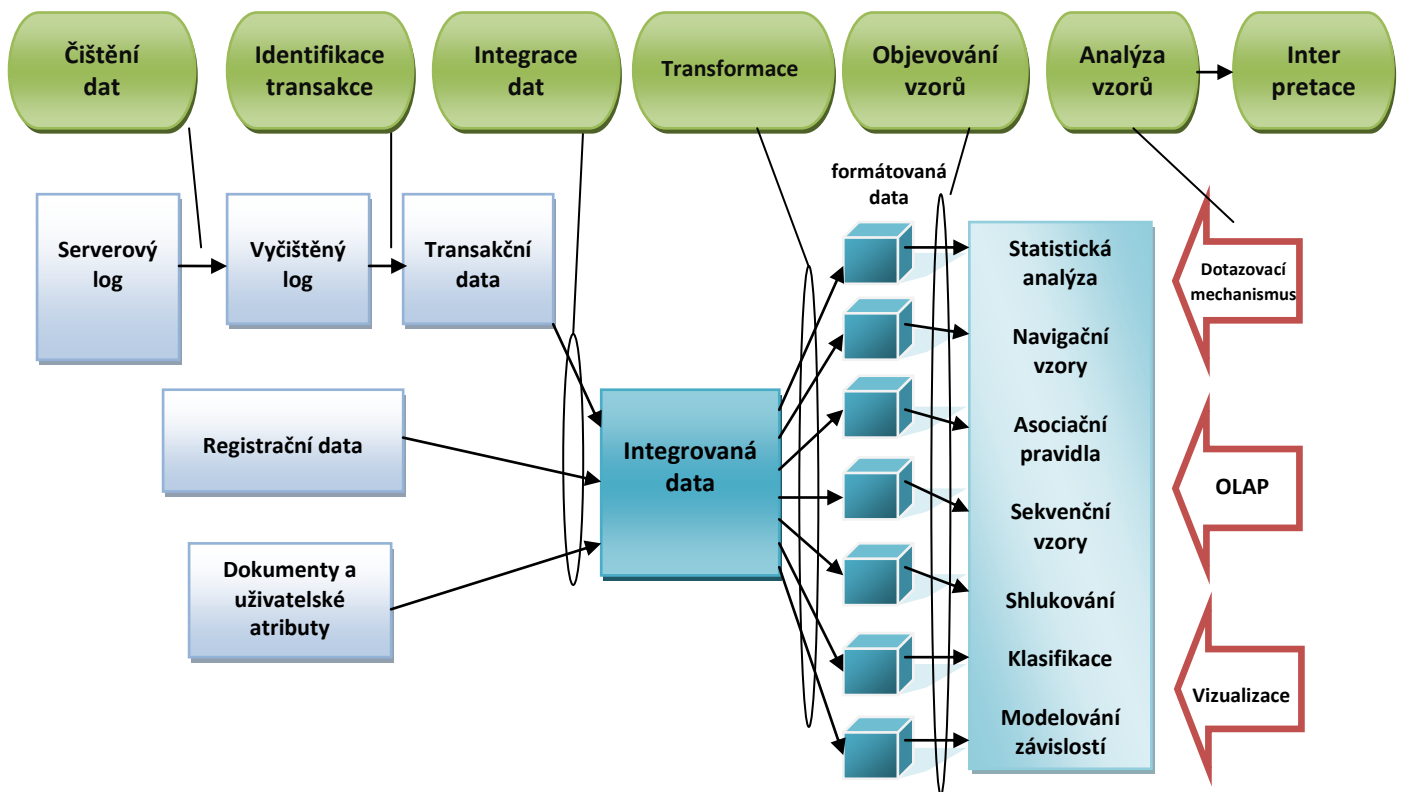 Čištění
dat
Identifikace
transakce
Integrace
dat
Transformace
Objevování
vzorů
Analýza
vzorů
Inter
pretace
formátovaná
data
Serverový
log
Vyčištěný
log
Transakční
data
Registrační data
Dokumenty a
uživatelské
atributy
Integrovaná
data
Statistická
analýza
Navigační
vzory
Asociační
pravidla
Sekvenční
vzory
Shlukování
Klasifikace
Modelování
závislostí
Dotazovací
mechanismus
OLAP
Vizualizace